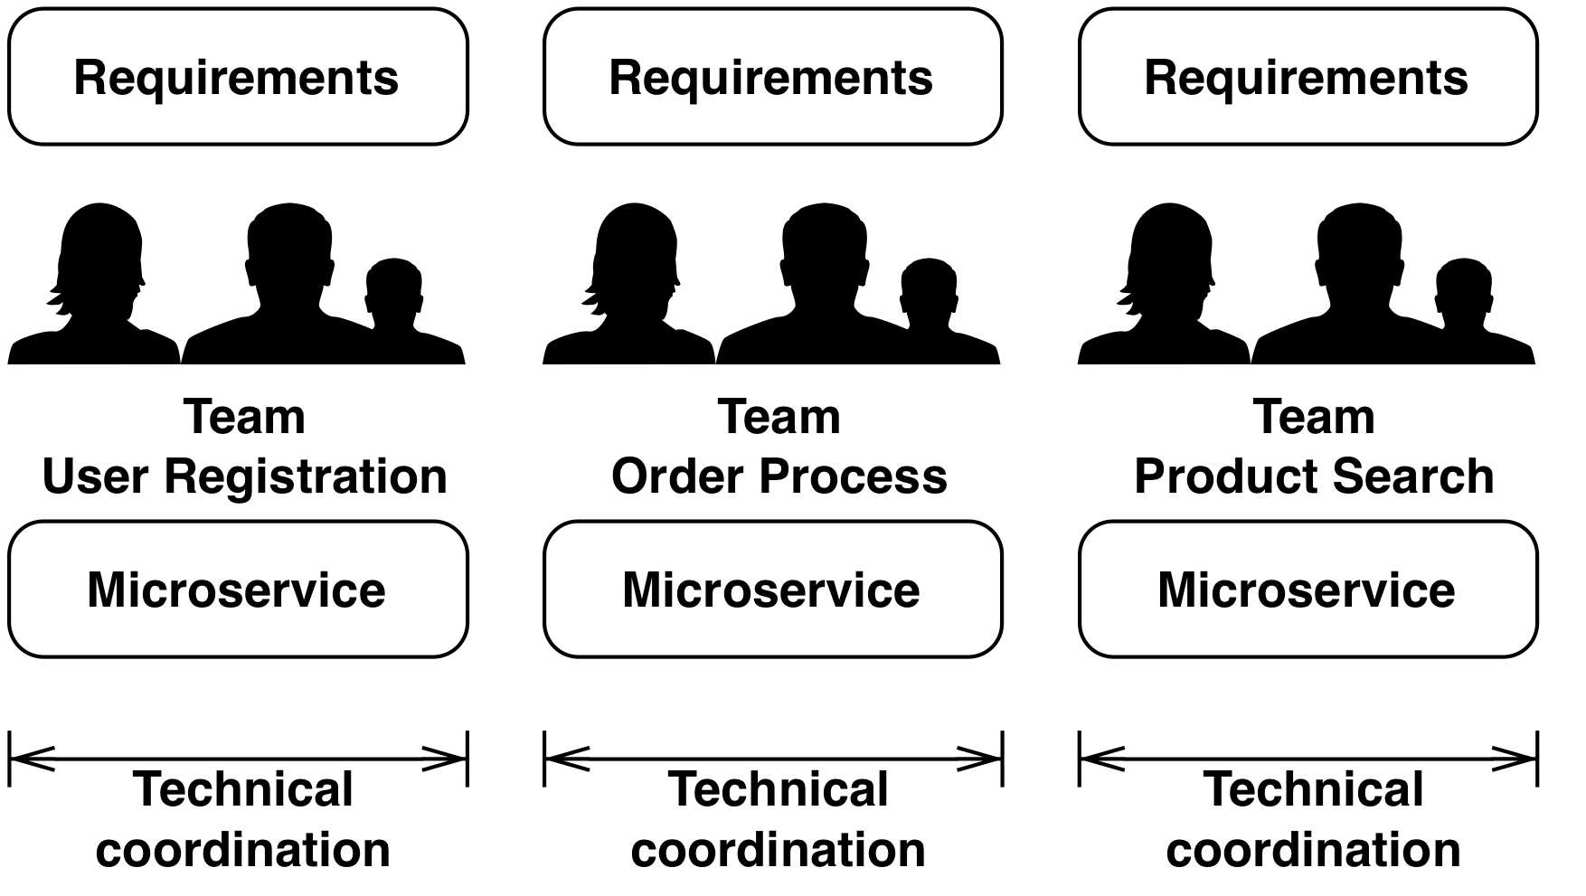 Requirements
Requirements
Requirements
Team
User Registration
Team
Order Process
Team
Product Search
Microservice
Microservice
Microservice
Technical
coordination
Technical
coordination
Technical
coordination